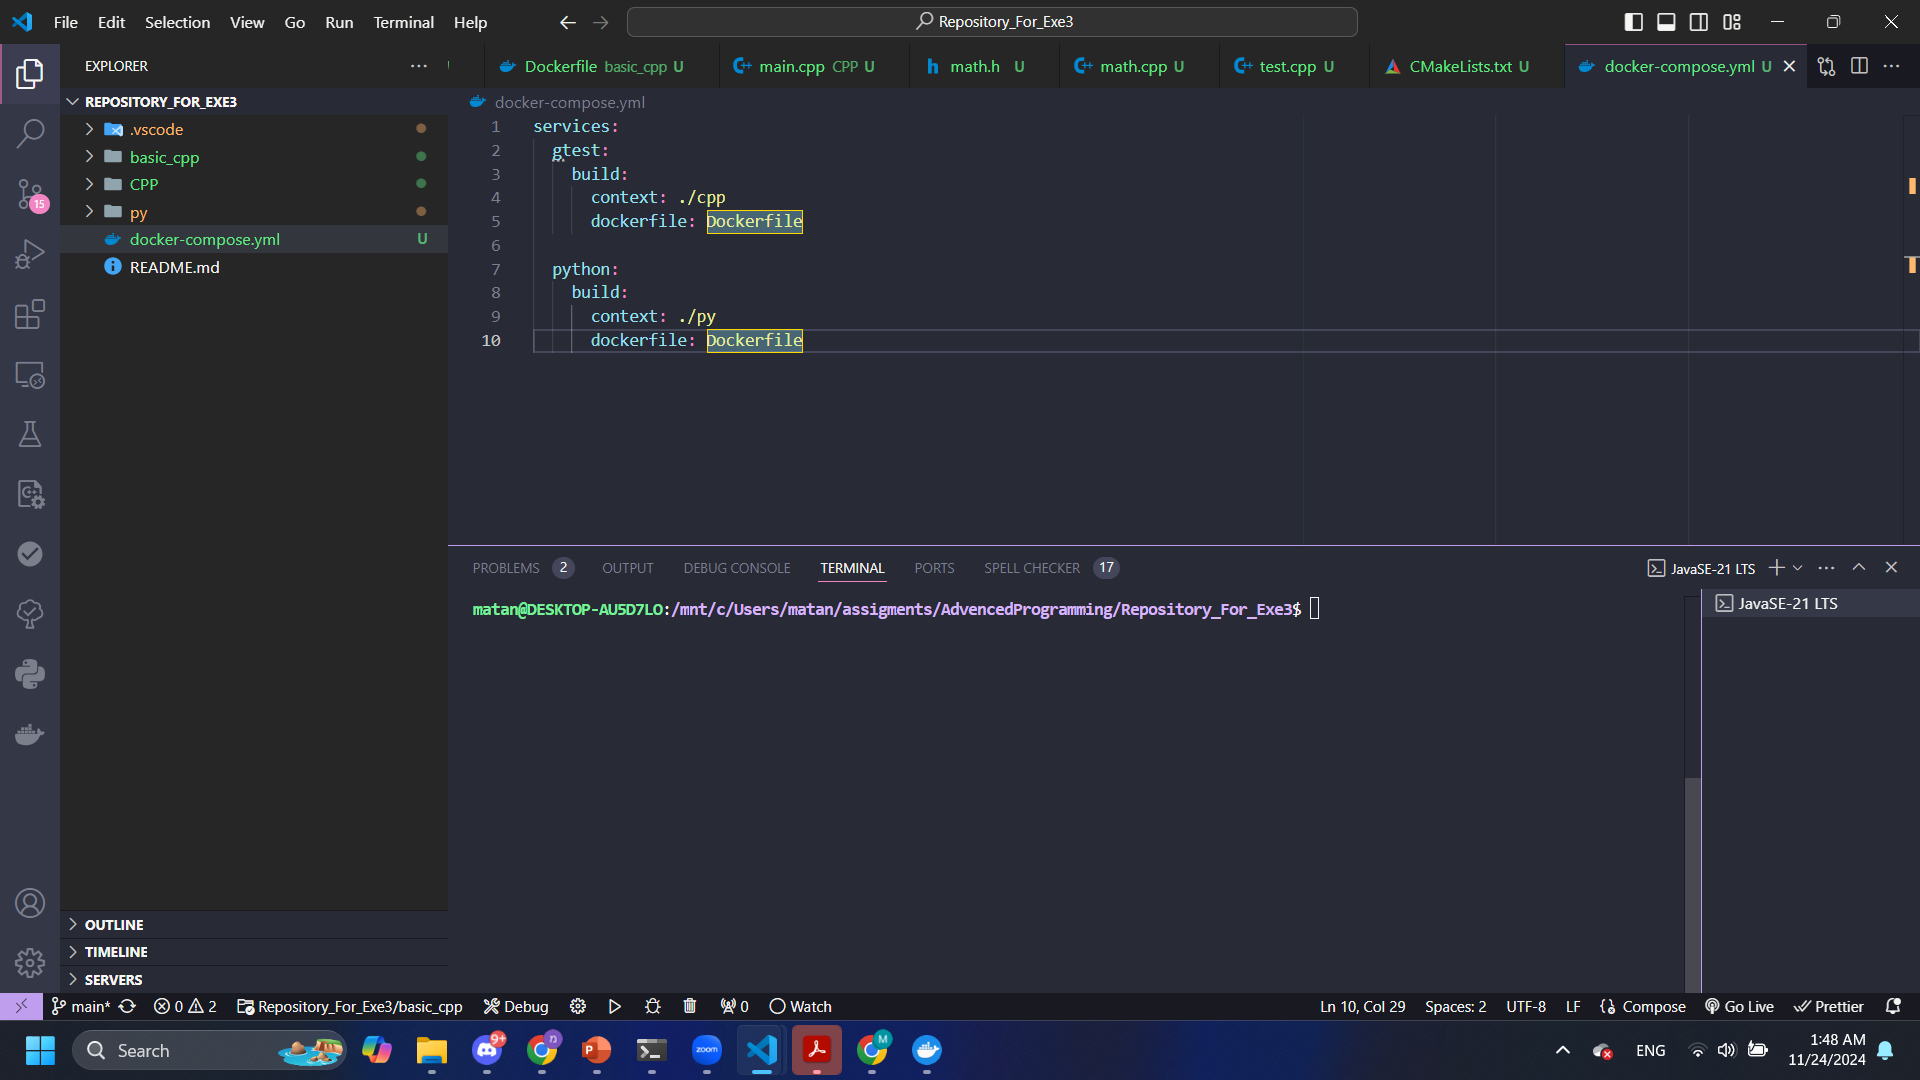 File Edit Selection View Go Run Terminal Help
Repository_For_Exe3
EXPLORER
Dockerfile basic_cpp U
main.cpp CPP U
math.h U
math.cpp U
test.cpp U
CMakeLists.txt U
docker-compose.yml U
REPOSITORY_FOR_EXE3
.vscode
basic_cpp
CPP
py
docker-compose.yml U
README.md
OUTLINE
TIMELINE
SERVERS
15
docker-compose.yml
1 services:
2 gtest:
3 build:
4 context: ./cpp
5 dockerfile: Dockerfile
6
7 python:
8 build:
9 context: ./py
10 dockerfile: Dockerfile
PROBLEMS 2 OUTPUT DEBUG CONSOLE TERMINAL PORTS SPELL CHECKER 17
JavaSE-21 LTS
matan@DESKTOP-AU5D7LO:/mnt/c/Users/matan/assigments/AdvencedProgramming/Repository_For_Exe3$
JavaSE-21 LTS
main* 0 2 Repository_For_Exe3/basic_cpp Debug 0 Watch
Ln 10, Col 29 Spaces: 2 UTF-8 LF Compose Go Live Prettier
Search
9+
n
P
zoom
M
ENG
1:48 AM
11/24/2024